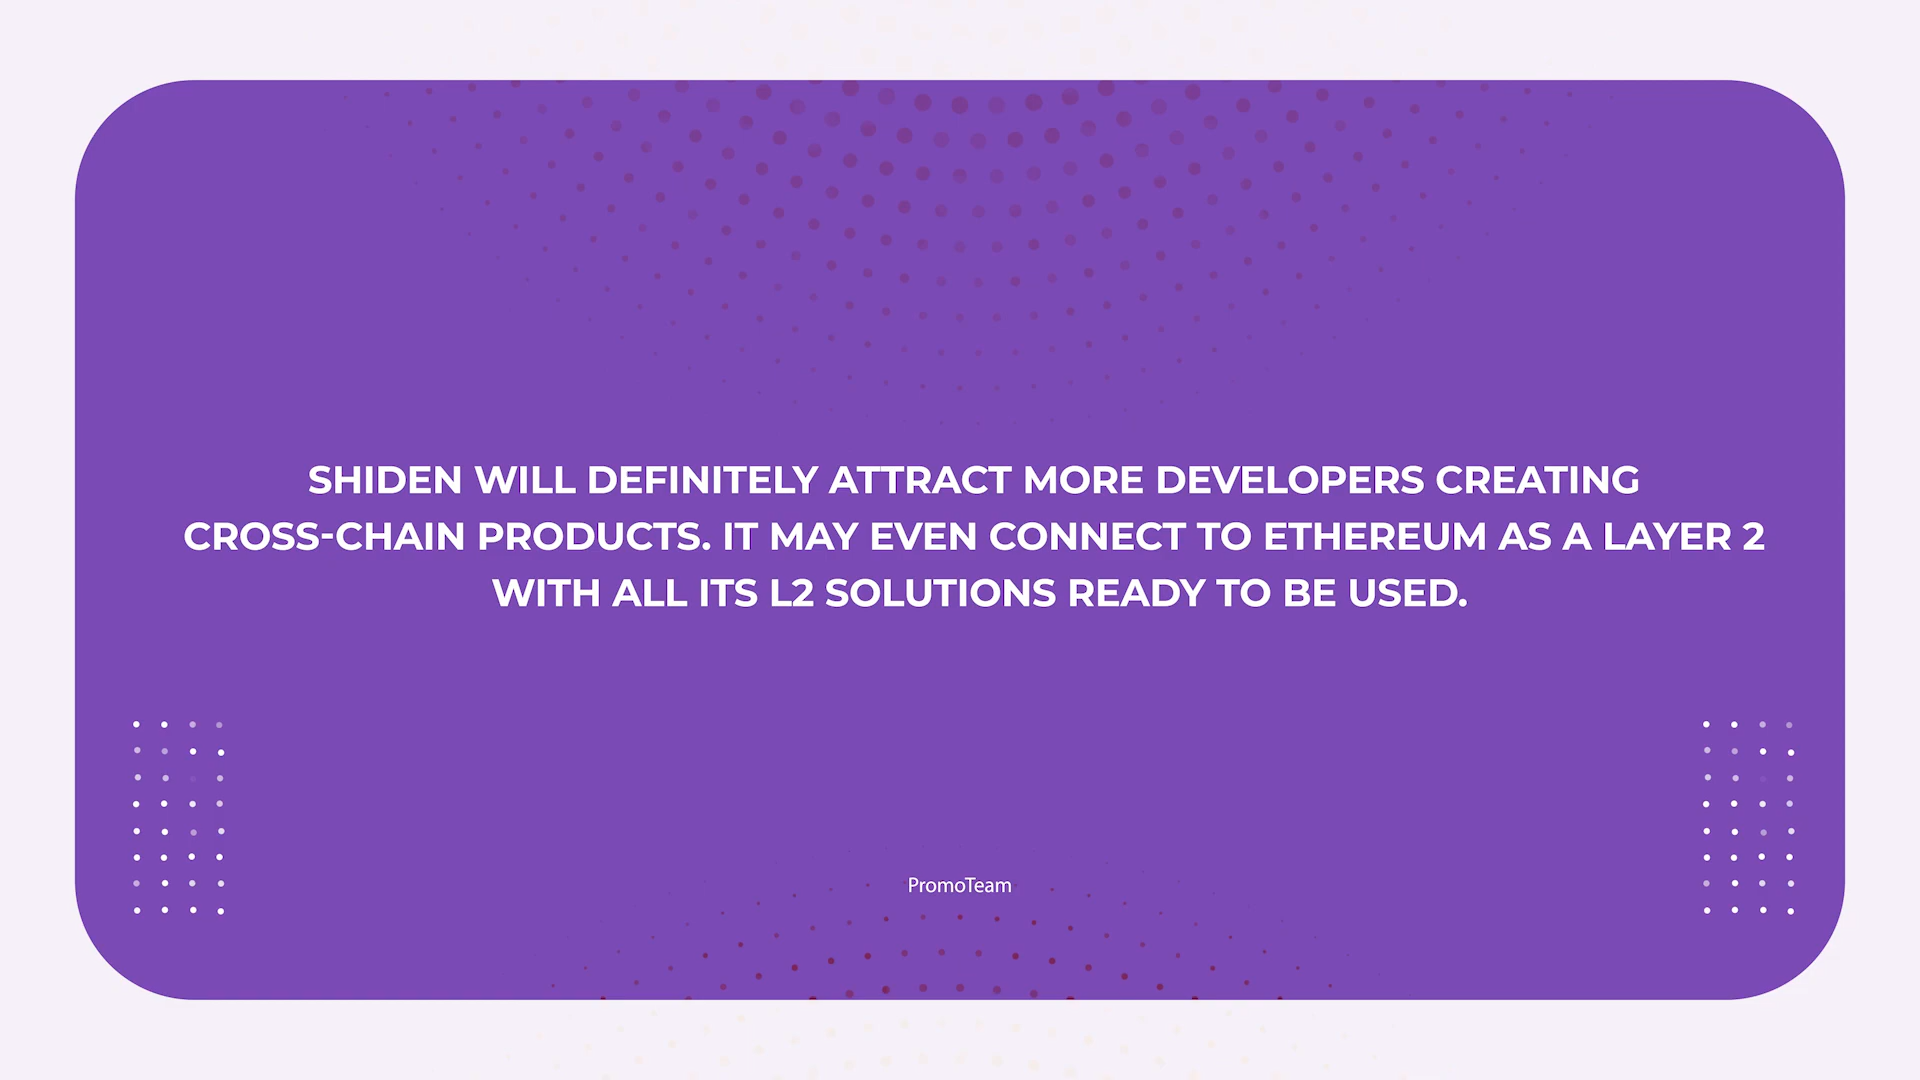 SHIDEN WILL DEFINITELY ATTRACT MORE DEVELOPERS CREATING
CROSS-CHAIN PRODUCTS. IT MAY EVEN CONNECT TO ETHEREUM AS A LAYER 2
WITH ALL ITS L2 SOLUTIONS READY TO BE USED.
PromoTeam